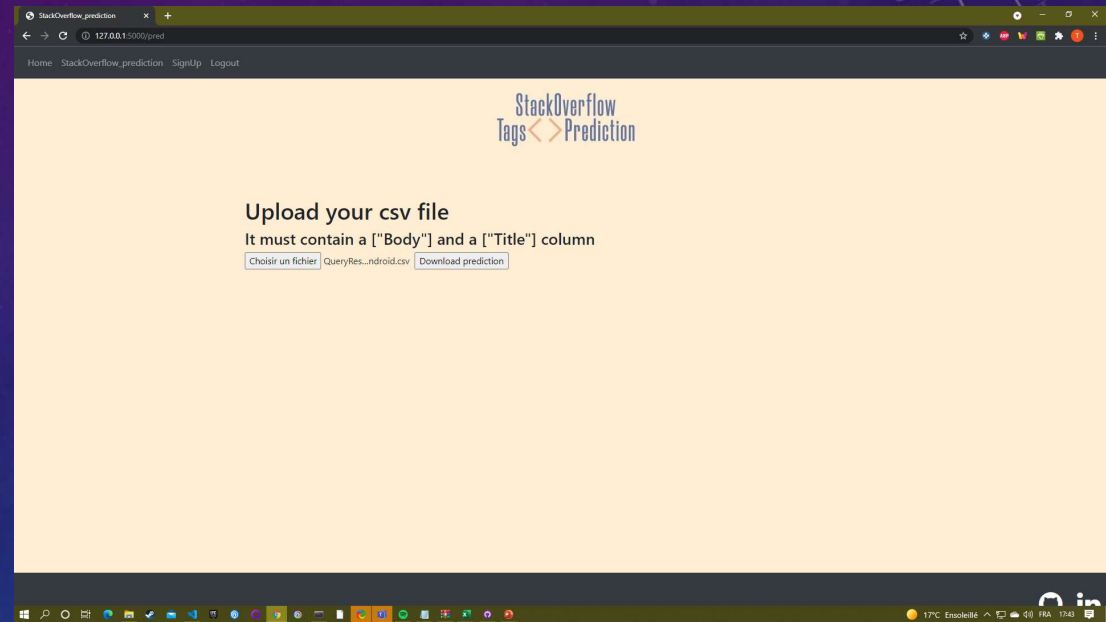 StackOverflow_prediction
127.0.0.1:5000/pred
Home StackOverflow_prediction SignUp Logout
StackOverflow
Tags<>Prediction
Upload your csv file
It must contain a ["Body"] and a ["Title"] column
Choisir un fichier QueryRes...ndroid.csv Download prediction
17°C Ensoleillé FRA 17:43